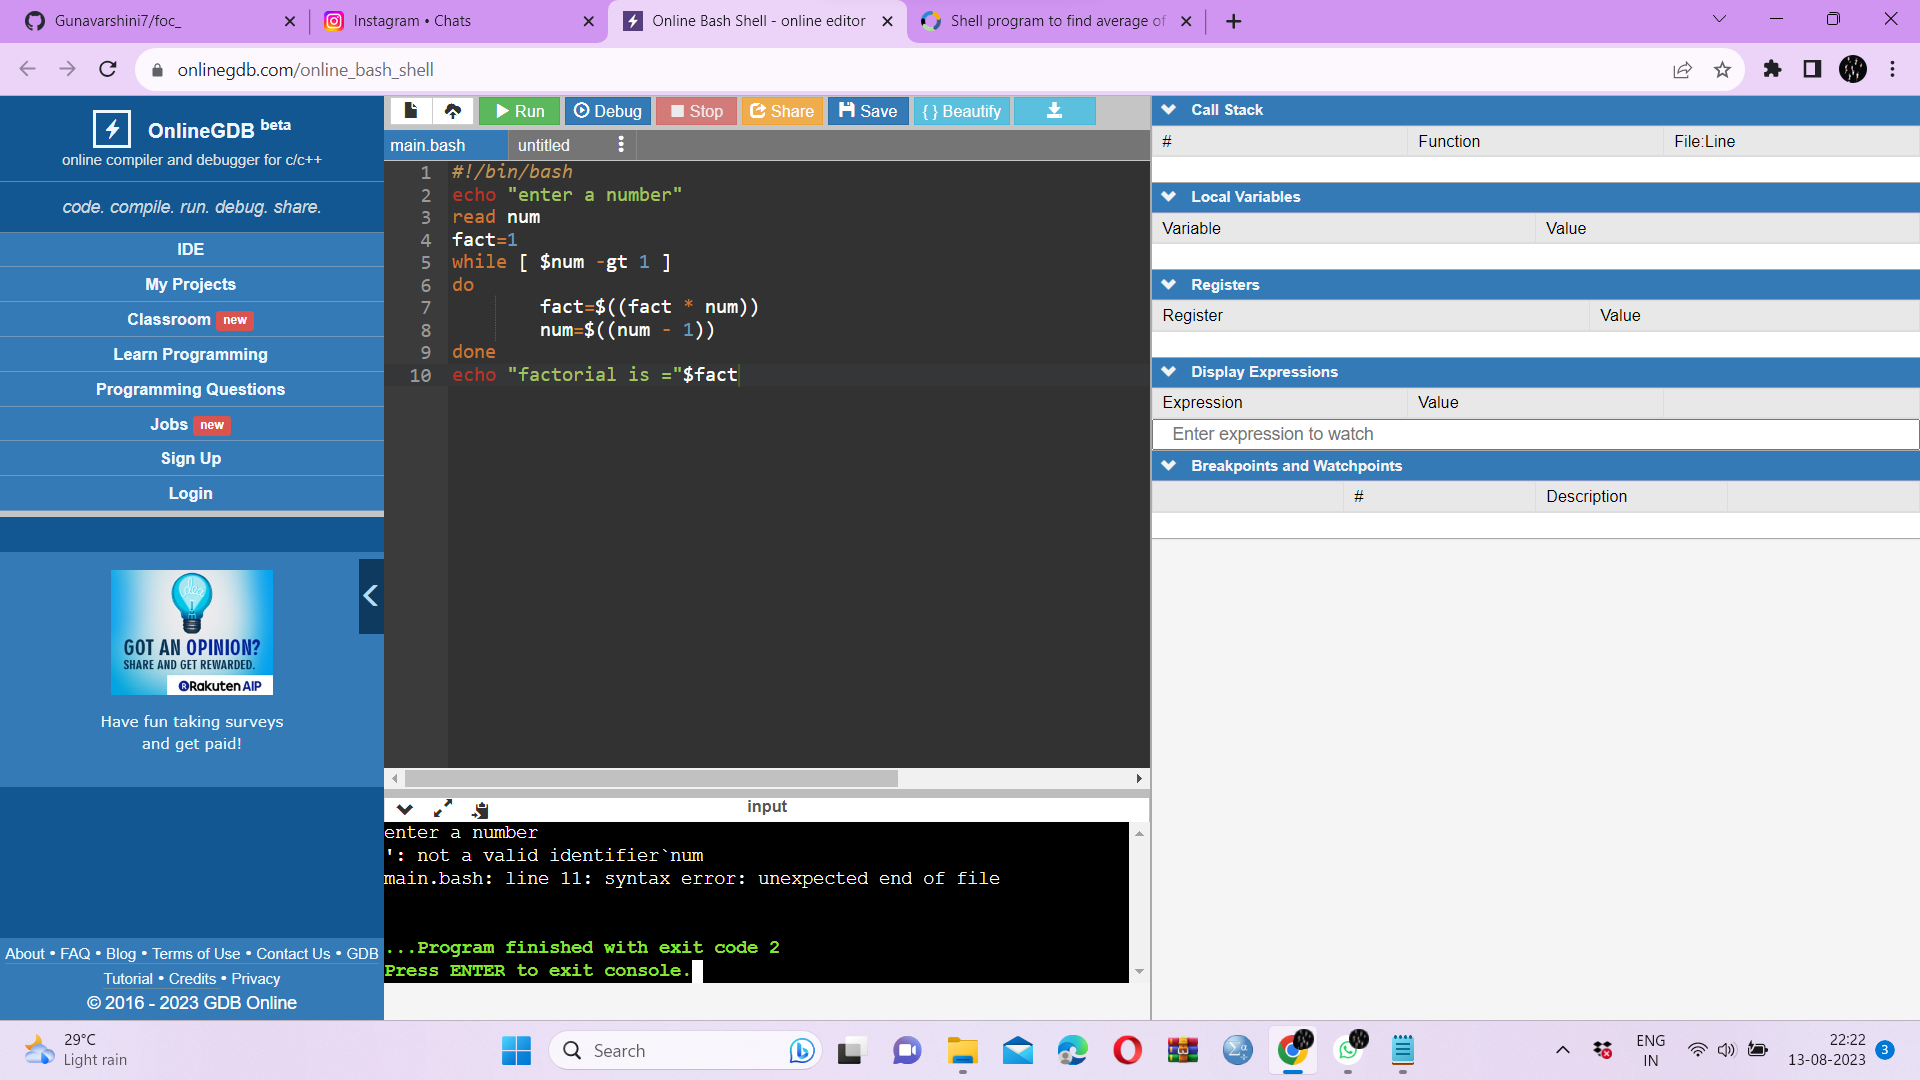 Gunavarshini7/foc_
Instagram • Chats
Online Bash Shell - online editor
Shell program to find average of
onlinegdb.com/online_bash_shell
OnlineGDB beta
online compiler and debugger for c/c++
code. compile. run. debug. share.
IDE
My Projects
Classroom new
Learn Programming
Programming Questions
Jobs new
Sign Up
Login
idea
GOT AN OPINION?
SHARE AND GET REWARDED.
Rakuten AIP
Have fun taking surveys
and get paid!
About • FAQ • Blog • Terms of Use • Contact Us • GDB
Tutorial • Credits • Privacy
© 2016 - 2023 GDB Online
Run
Debug
Stop
Share
Save
{ } Beautify
main.bash
untitled
1 #!/bin/bash
2 echo "enter a number"
3 read num
4 fact=1
5 while [ $num -gt 1 ]
6 do
7 fact=$((fact * num))
8 num=$((num - 1))
9 done
10 echo "factorial is ="$fact
input
enter a number
': not a valid identifier`num
main.bash: line 11: syntax error: unexpected end of file
...Program finished with exit code 2
Press ENTER to exit console.
Call Stack
# Function File:Line
Local Variables
Variable Value
Registers
Register Value
Display Expressions
Expression Value
Enter expression to watch
Breakpoints and Watchpoints
# Description
29°C
Light rain
Search
ENG
IN
22:22
13-08-2023
3